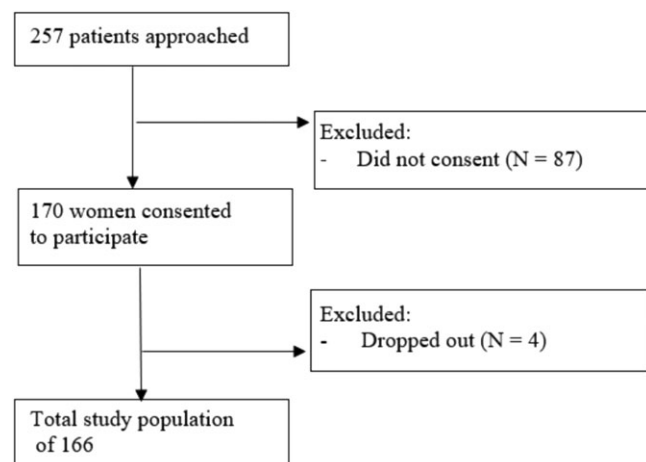 257 patients approached
Excluded:
- Did not consent (N = 87)
170 women consented
to participate
Excluded:
- Dropped out (N = 4)
Total study population
of 166